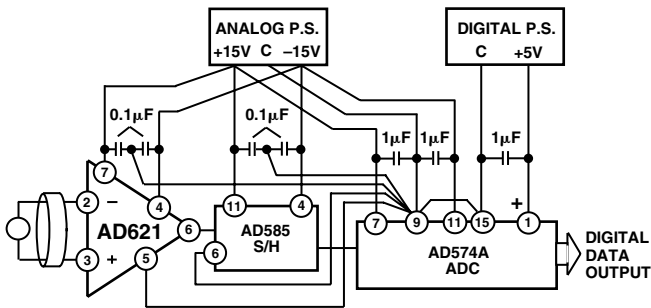 ANALOG P.S.
+15V C –15V
DIGITAL P.S.
C +5V
0.1µF
0.1µF
1µF
1µF
1µF
7
2
–
4
11
4
7
9
11
15
+
1
AD621
6
AD585
S/H
6
3
+
5
AD574A
ADC
DIGITAL
DATA
OUTPUT